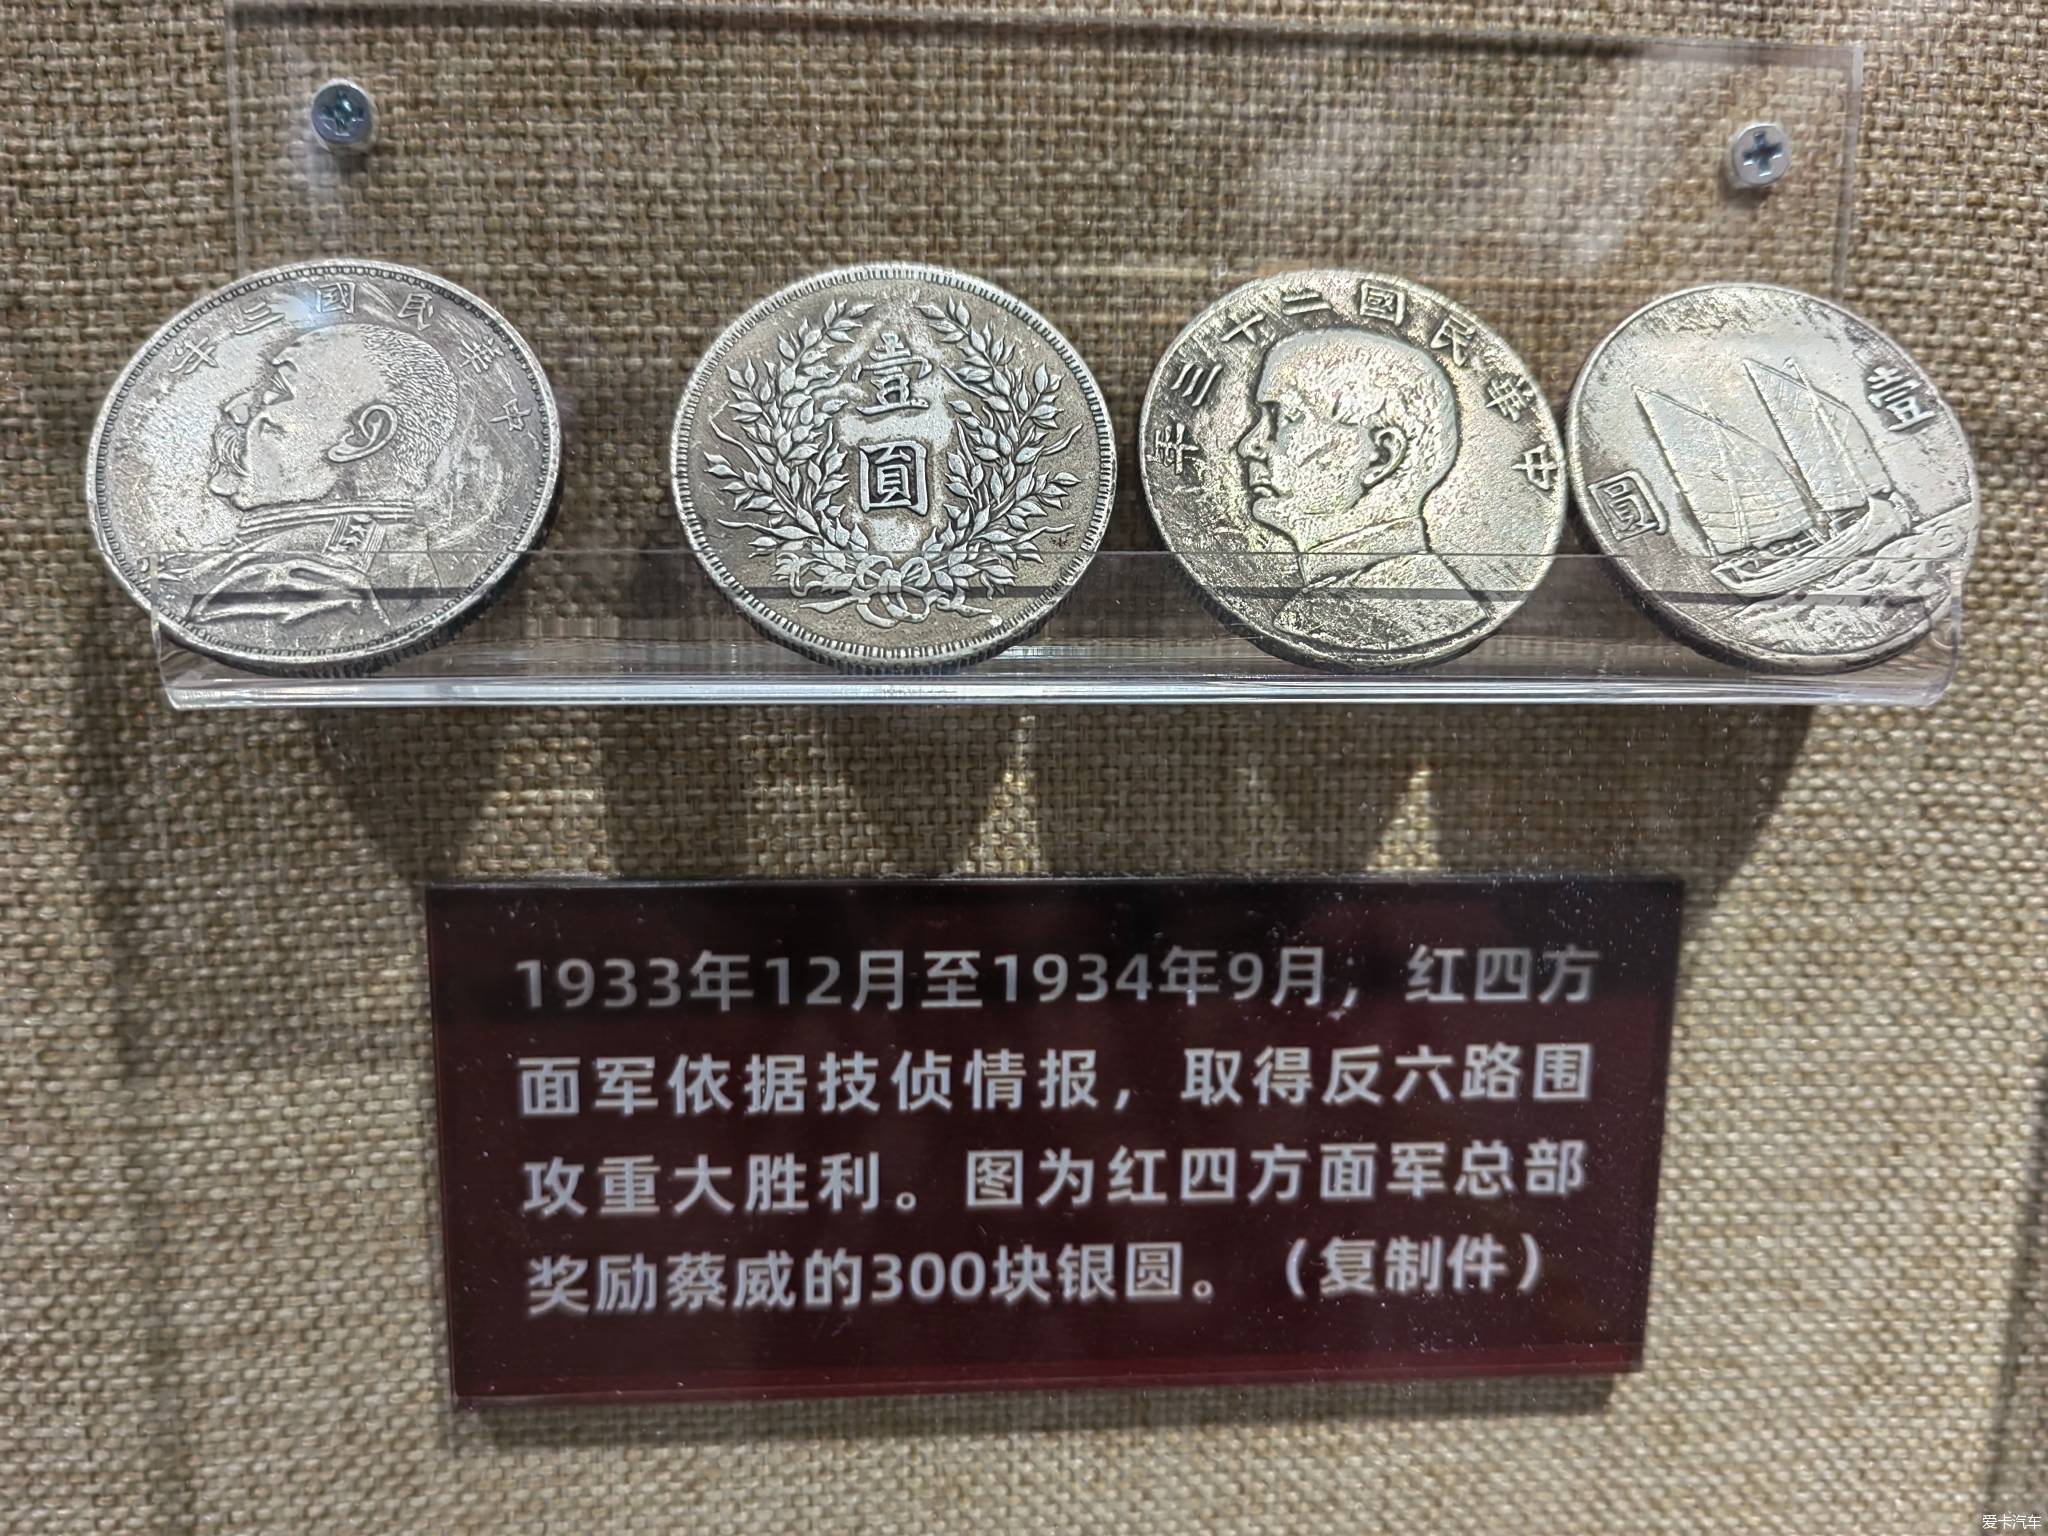 中華民國三年
壹圓
中華民國二十三年
壹圓
1933年12月至1934年9月，红四方
面军依据技侦情报，取得反六路围
攻重大胜利。图为红四方面军总部
奖励蔡威的300块银圆。（复制件）
爱卡汽车